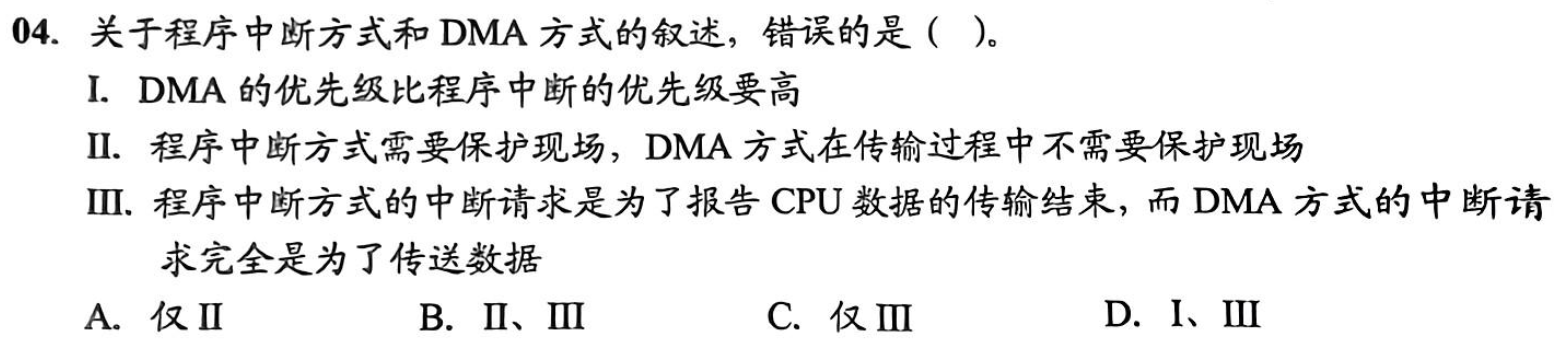 04. 关于程序中断方式和 DMA 方式的叙述，错误的是（ ）。
I. DMA 的优先级比程序中断的优先级要高
II. 程序中断方式需要保护现场，DMA 方式在传输过程中不需要保护现场
III. 程序中断方式的中断请求是为了报告 CPU 数据的传输结束，而 DMA 方式的中断请
求完全是为了传送数据
A. 仅 II B. II、III C. 仅 III D. I、III